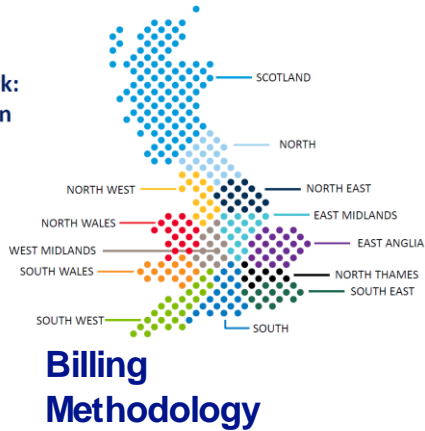 SCOTLAND
k:
n
NORTH
NORTH WEST
NORTH EAST
NORTH WALES
EAST MIDLANDS
WEST MIDLANDS
EAST ANGLIA
SOUTH WALES
NORTH THAMES
SOUTH EAST
SOUTH WEST
SOUTH
Billing
Methodology